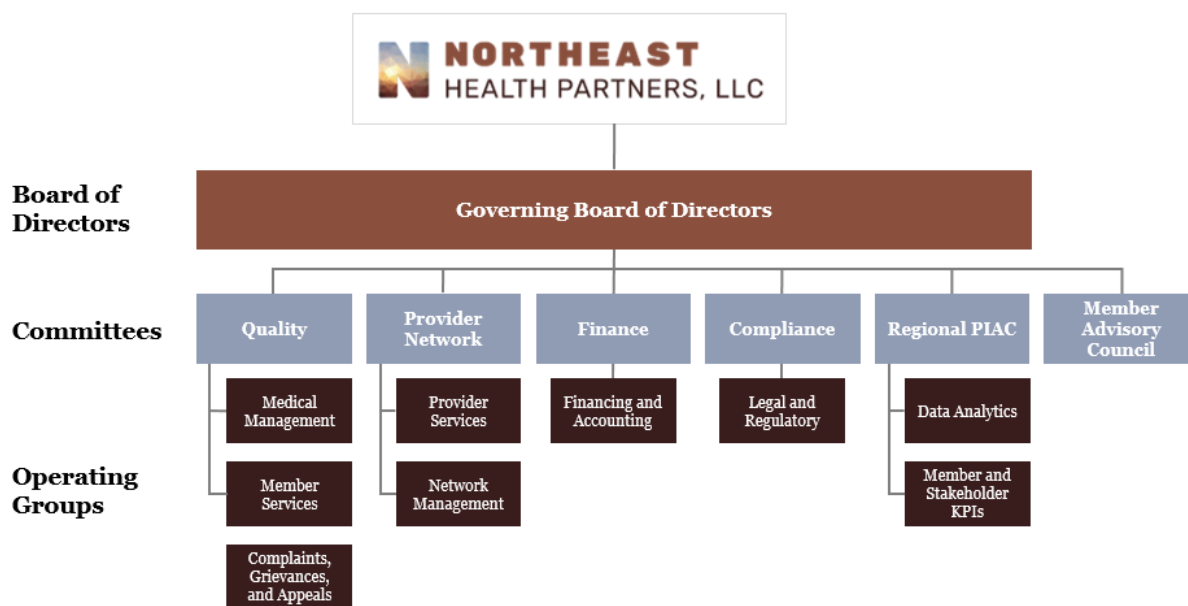 NORTHEAST
HEALTH PARTNERS, LLC
Board of
Directors
Governing Board of Directors
Committees
Quality
Provider
Network
Finance
Compliance
Regional PIAC
Member
Advisory
Council
Operating
Groups
Medical
Management
Provider
Services
Financing and
Accounting
Legal and
Regulatory
Data Analytics
Member
Services
Network
Management
Member and
Stakeholder
KPIs
Complaints,
Grievances,
and Appeals